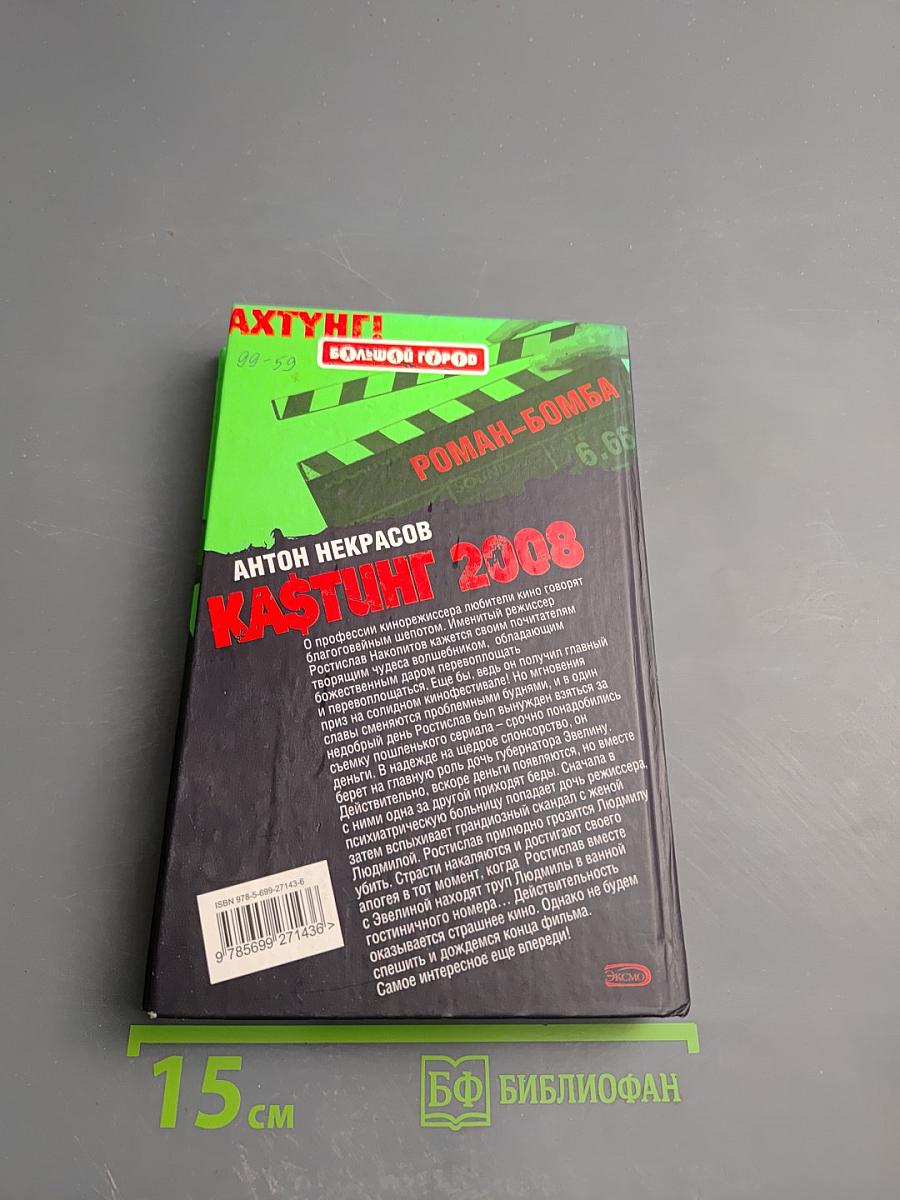 АХТУНГ!
99-59
БОЛЬШОЙ ГОРОД
РОМАН-БОМБА
6.66
АНТОН НЕКРАСОВ
KA$TUНГ 2008
О профессии кинорежиссера любители кино говорят
благоговейным шепотом. Именитый режиссер
Ростислав Накопитов кажется своим почитателям
творящим чудеса волшебником, обладающим
божественным даром перевоплощать
и перевоплощаться. Еще бы, ведь он получил главный
приз на солидном кинофестивале! Но мгновения
славы сменяются проблемными буднями, и в один
недобрый день Ростислав был вынужден взяться за
съемку пошленького сериала – срочно понадобились
деньги. В надежде на щедрое спонсорство, он
берет на главную роль дочь губернатора Эвелину.
Действительно, вскоре деньги появляются, но вместе
с ними одна за другой приходят беды. Сначала в
психиатрическую больницу попадает дочь режиссера,
затем вспыхивает грандиозный скандал с женой
Людмилой. Ростислав прилюдно грозится Людмилу
убить. Страсти накаляются и достигают своего
апогея в тот момент, когда Ростислав вместе
с Эвелиной находят труп Людмилы в ванной
гостиничного номера... Действительность
оказывается страшнее кино. Однако не будем
спешить и дождемся конца фильма.
Самое интересное еще впереди!
ISBN 978-5-699-27143-6
9 785699 271436 >
ЭКСМО
15 см
БФ БИБЛИОФАН